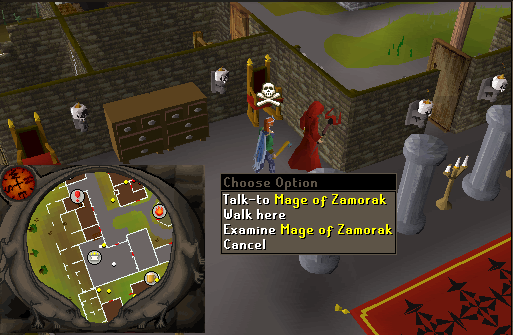 Choose Option
Talk-to Mage of Zamorak
Walk here
Examine Mage of Zamorak
Cancel